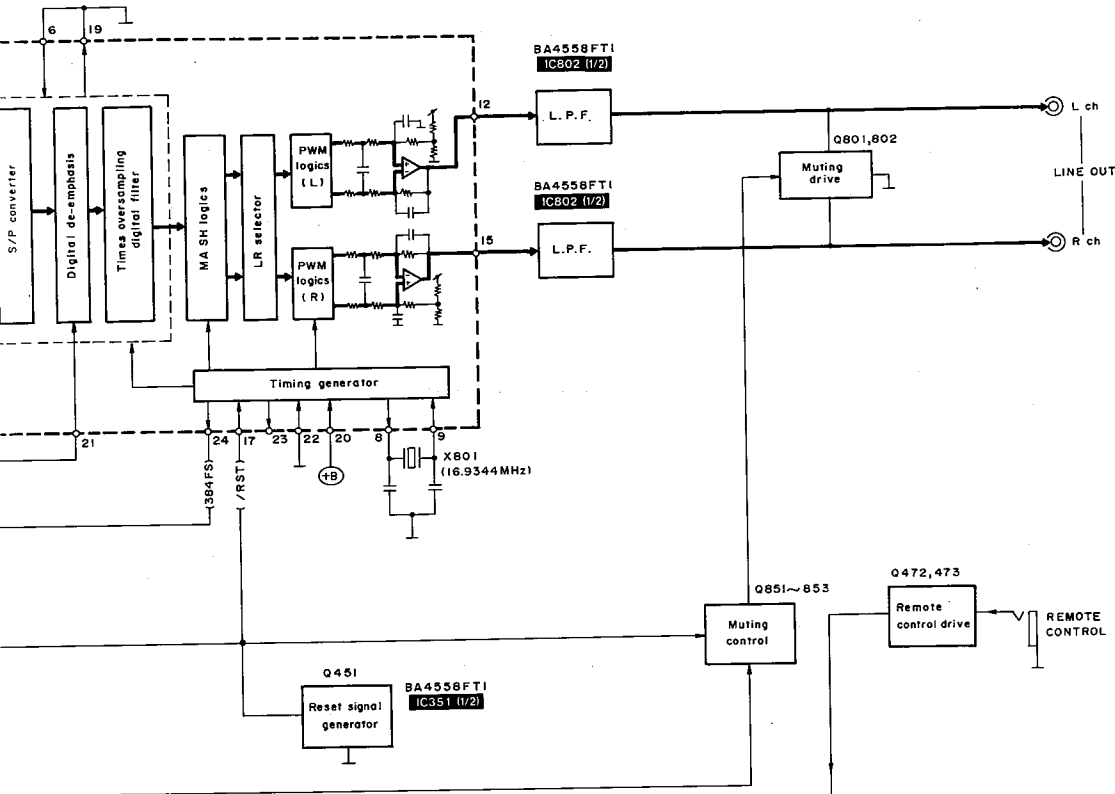 6
19
BA4558FT1
IC802 (1/2)
12
L.P.F.
L ch
Q801,802
Muting
drive
LINE OUT
BA4558FT1
IC802 (1/2)
15
L.P.F.
R ch
S/P converter
Digital de-emphasis
Times oversampling
digital filter
MASH logics
LR selector
PWM
logics
(L)
PWM
logics
(R)
Timing generator
21
24
17
23
22
20
8
9
+B
X801
(16.9344MHz)
(384FS)
(/RST)
Q851~853
Muting
control
Q472,473
Remote
control drive
REMOTE
CONTROL
Q451
Reset signal
generator
BA4558FT1
IC351 (1/2)